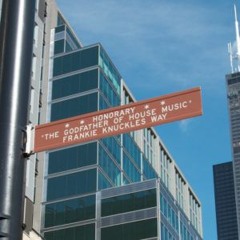 * * HONORARY * *
"THE GODFATHER OF HOUSE MUSIC"
FRANKIE KNUCKLES WAY